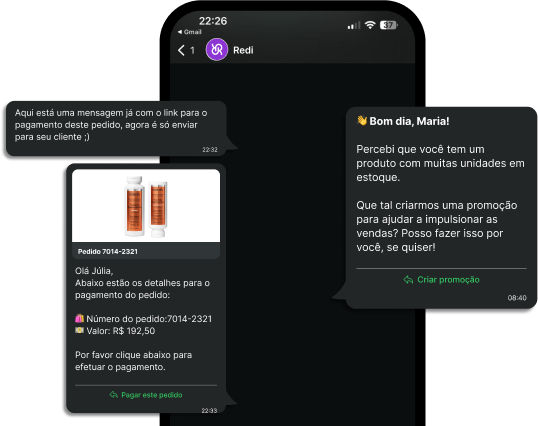 22:26
37
Gmail
1
Redi
Aqui está uma mensagem já com o link para o
pagamento deste pedido, agora é só enviar
para seu cliente ;)
22:32
Pedido 7014-2321
Olá Júlia,
Abaixo estão os detalhes para o
pagamento do pedido:
🛍️ Número do pedido:7014-2321
💴 Valor: R$ 192,50
Por favor clique abaixo para
efetuar o pagamento.
Pagar este pedido
22:33
👋 Bom dia, Maria!
Percebi que você tem um
produto com muitas unidades em
estoque.
Que tal criarmos uma promoção
para ajudar a impulsionar as
vendas? Posso fazer isso por
você, se quiser!
Criar promoção
08:40